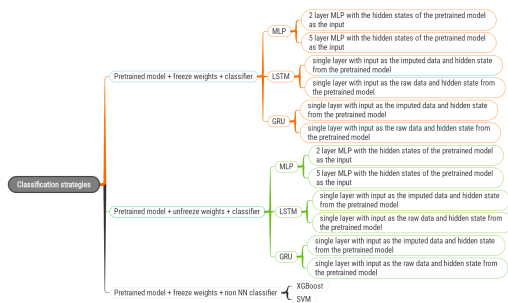 Classification strategies
Pretrained model + freeze weights + classifier
MLP
2 layer MLP with the hidden states of the pretrained model
as the input
5 layer MLP with the hidden states of the pretrained model
as the input
LSTM
single layer with input as the imputed data and hidden state
from the pretrained model
single layer with input as the raw data and hidden state from
the pretrained model
GRU
single layer with input as the imputed data and hidden state
from the pretrained model
single layer with input as the raw data and hidden state from
the pretrained model
Pretrained model + unfreeze weights + classifier
MLP
2 layer MLP with the hidden states of the pretrained model
as the input
5 layer MLP with the hidden states of the pretrained model
as the input
LSTM
single layer with input as the imputed data and hidden state
from the pretrained model
single layer with input as the raw data and hidden state from
the pretrained model
GRU
single layer with input as the imputed data and hidden state
from the pretrained model
single layer with input as the raw data and hidden state from
the pretrained model
Pretrained model + freeze weights + non NN classifier
XGBoost
SVM